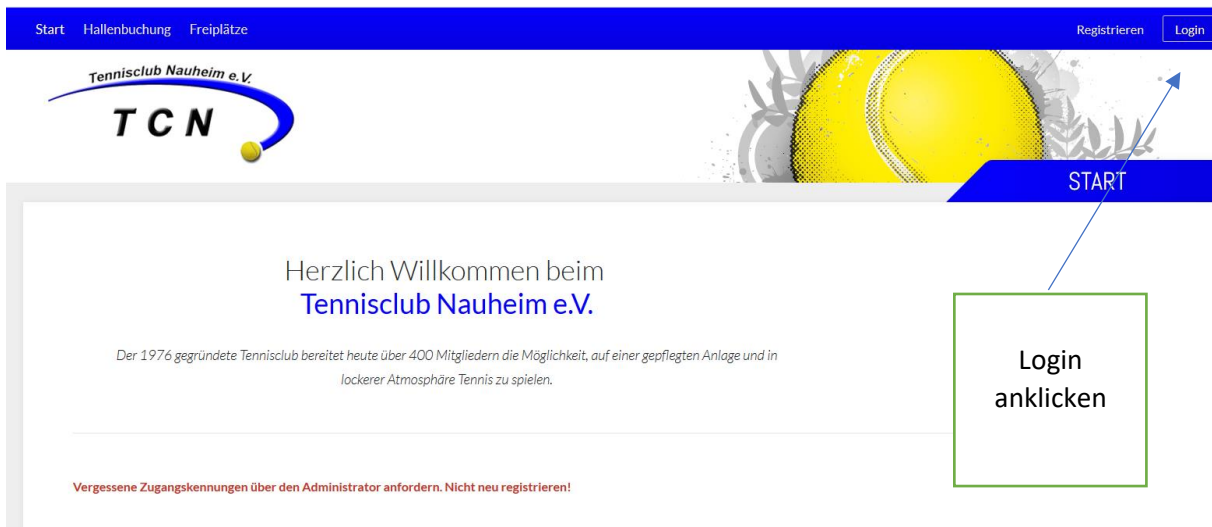 Start Hallenbuchung Freiplätze Registrieren Login
Tennisclub Nauheim e.V.
TCN
START
Herzlich Willkommen beim
Tennisclub Nauheim e.V.
Der 1976 gegründete Tennisclub bereitet heute über 400 Mitgliedern die Möglichkeit, auf einer gepflegten Anlage und in
lockerer Atmosphäre Tennis zu spielen.
Login
anklicken
Vergessene Zugangskennungen über den Administrator anfordern. Nicht neu registrieren!